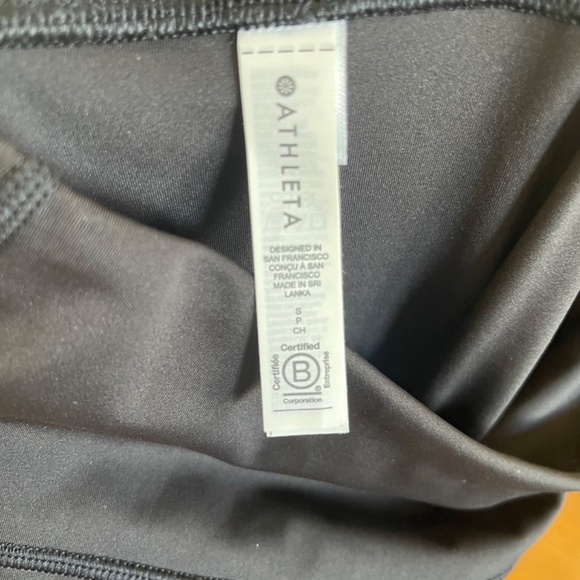 ATHLETA
DESIGNED IN
SAN FRANCISCO
CONÇU À SAN
FRANCISCO
MADE IN SRI
LANKA
S
P
CH
Certified
Certifiée
B
®
Entreprise
Corporation